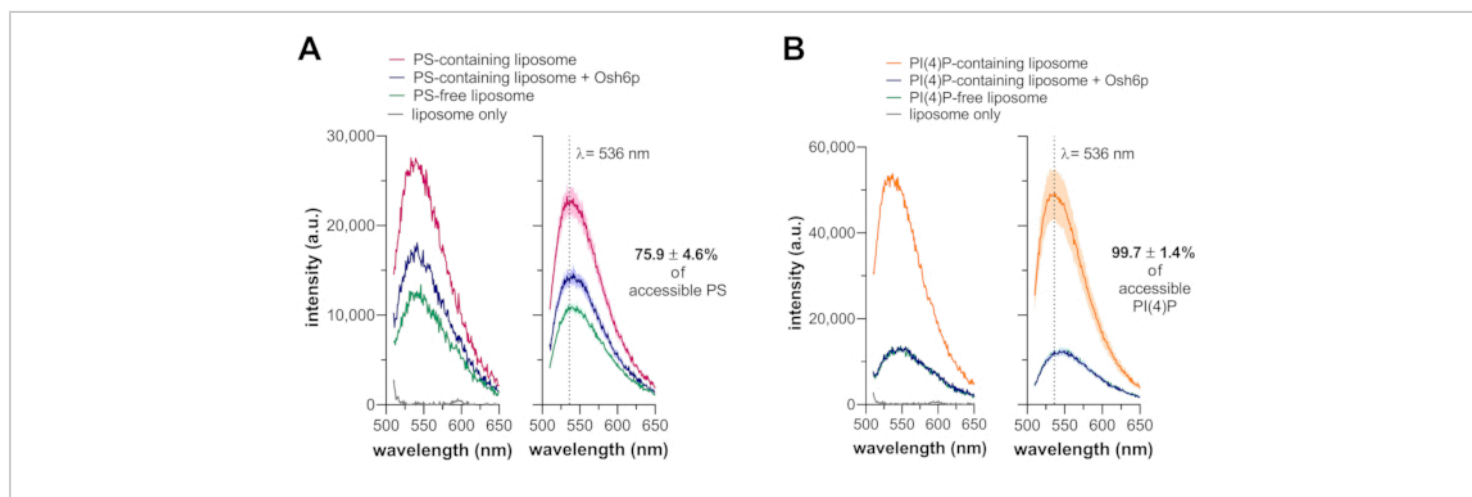 A
PS-containing liposome
PS-containing liposome + Osh6p
PS-free liposome
liposome only
30,000
20,000
10,000
0
intensity (a.u.)
500 550 600 650
wavelength (nm)
λ= 536 nm
75.9 ± 4.6%
of
accessible PS
500 550 600 650
wavelength (nm)
B
PI(4)P-containing liposome
PI(4)P-containing liposome + Osh6p
PI(4)P-free liposome
liposome only
60,000
40,000
20,000
0
intensity (a.u.)
500 550 600 650
wavelength (nm)
λ= 536 nm
99.7 ± 1.4%
of
accessible
PI(4)P
500 550 600 650
wavelength (nm)